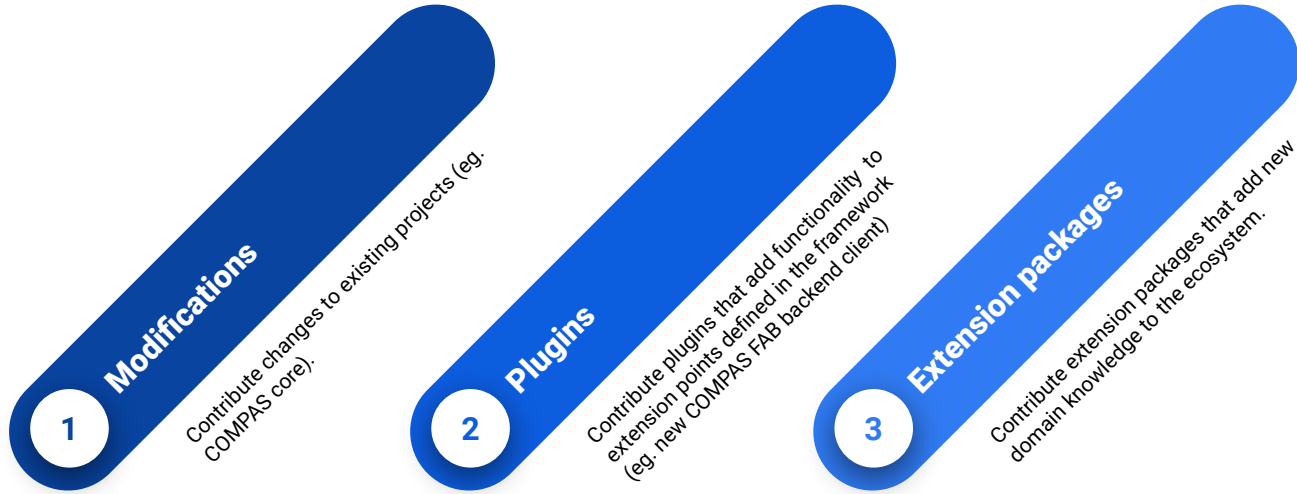 1
Modifications
Contribute changes to existing projects (eg.
COMPAS core).
2
Plugins
Contribute plugins that add functionality to
extension points defined in the framework
(eg. new COMPAS FAB backend client)
3
Extension packages
Contribute extension packages that add new
domain knowledge to the ecosystem.